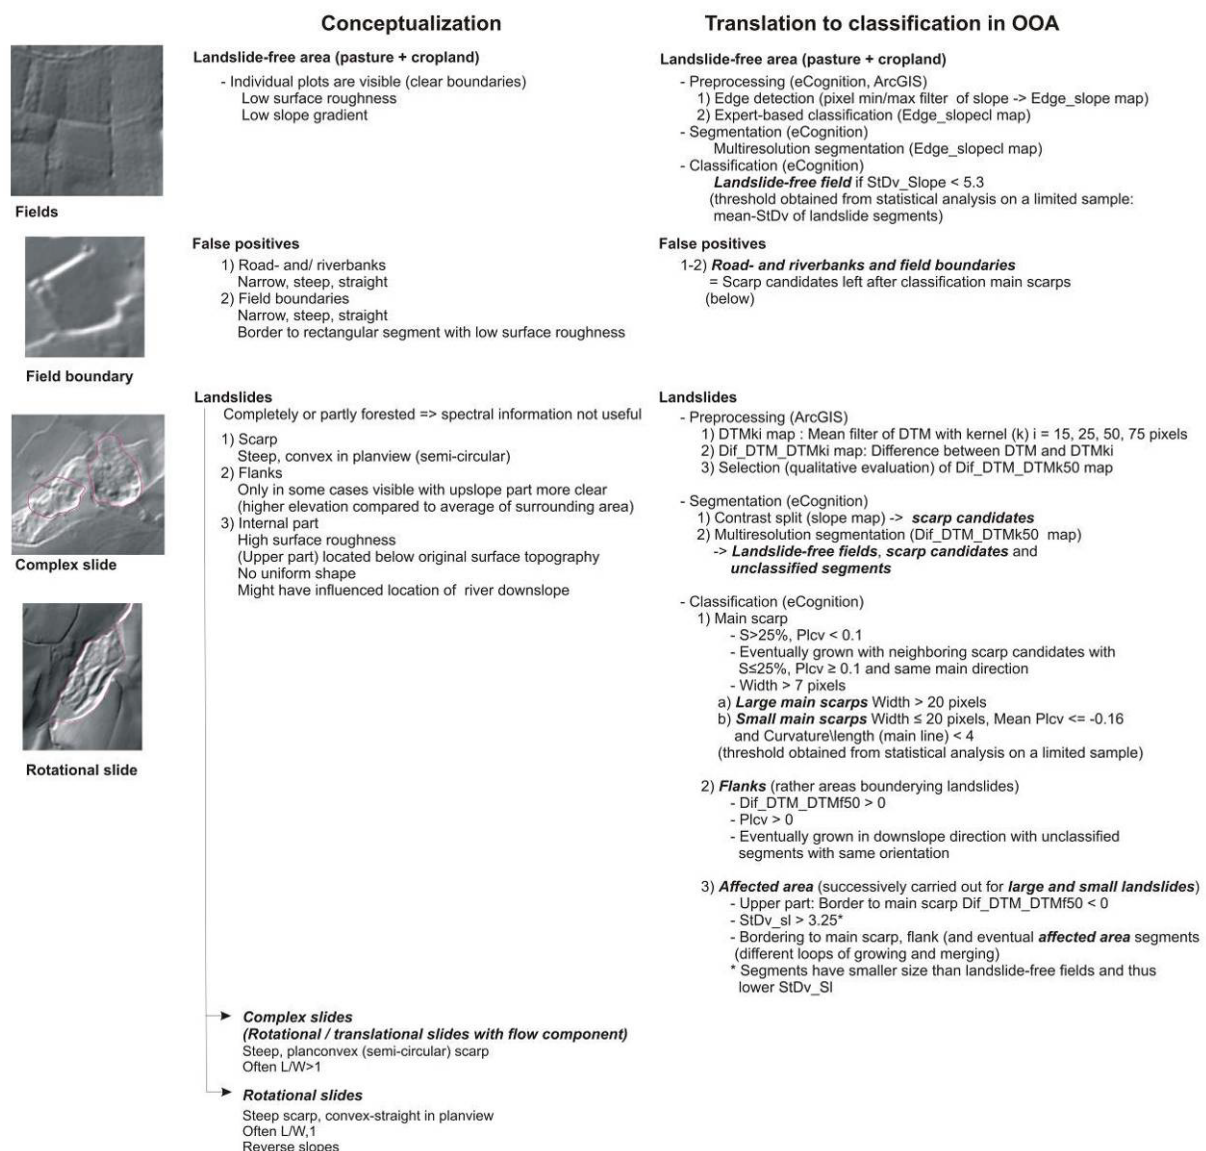 Conceptualization
Translation to classification in OOA
Landslide-free area (pasture + cropland)
- Individual plots are visible (clear boundaries)
Low surface roughness
Low slope gradient
Landslide-free area (pasture + cropland)
- Preprocessing (eCognition, ArcGIS)
1) Edge detection (pixel min/max filter of slope -> Edge_slope map)
2) Expert-based classification (Edge_slopecl map)
- Segmentation (eCognition)
Multiresolution segmentation (Edge_slopecl map)
- Classification (eCognition)
Landslide-free field if StDv_Slope < 5.3
(threshold obtained from statistical analysis on a limited sample:
mean-StDv of landslide segments)
Fields
False positives
1) Road- and/ riverbanks
Narrow, steep, straight
2) Field boundaries
Narrow, steep, straight
Border to rectangular segment with low surface roughness
False positives
1-2) Road- and riverbanks and field boundaries
= Scarp candidates left after classification main scarps
(below)
Field boundary
Landslides
Completely or partly forested => spectral information not useful
1) Scarp
Steep, convex in planview (semi-circular)
2) Flanks
Only in some cases visible with upslope part more clear
(higher elevation compared to average of surrounding area)
3) Internal part
High surface roughness
(Upper part) located below original surface topography
No uniform shape
Might have influenced location of river downslope
Complex slide
Rotational slide
Landslides
- Preprocessing (ArcGIS)
1) DTMki map : Mean filter of DTM with kernel (k) i = 15, 25, 50, 75 pixels
2) Dif_DTM_DTMki map: Difference between DTM and DTMki
3) Selection (qualitative evaluation) of Dif_DTM_DTMk50 map
- Segmentation (eCognition)
1) Contrast split (slope map) -> scarp candidates
2) Multiresolution segmentation (Dif_DTM_DTMk50 map)
-> Landslide-free fields, scarp candidates and
unclassified segments
- Classification (eCognition)
1) Main scarp
- S>25%, Plcv < 0.1
- Eventually grown with neighboring scarp candidates with
S≤25%, Plcv ≥ 0.1 and same main direction
- Width > 7 pixels
a) Large main scarps Width > 20 pixels
b) Small main scarps Width ≤ 20 pixels, Mean Plcv <= -0.16
and Curvature\length (main line) < 4
(threshold obtained from statistical analysis on a limited sample)
2) Flanks (rather areas bounderying landslides)
- Dif_DTM_DTMf50 > 0
- Plcv > 0
- Eventually grown in downslope direction with unclassified
segments with same orientation
3) Affected area (successively carried out for large and small landslides)
- Upper part: Border to main scarp Dif_DTM_DTMf50 < 0
- StDv_sl > 3.25*
- Bordering to main scarp, flank (and eventual affected area segments
(different loops of growing and merging)
* Segments have smaller size than landslide-free fields and thus
lower StDv_Sl
Complex slides
(Rotational / translational slides with flow component)
Steep, planconvex (semi-circular) scarp
Often L/W>1
Rotational slides
Steep scarp, convex-straight in planview
Often L/W,1
Reverse slopes